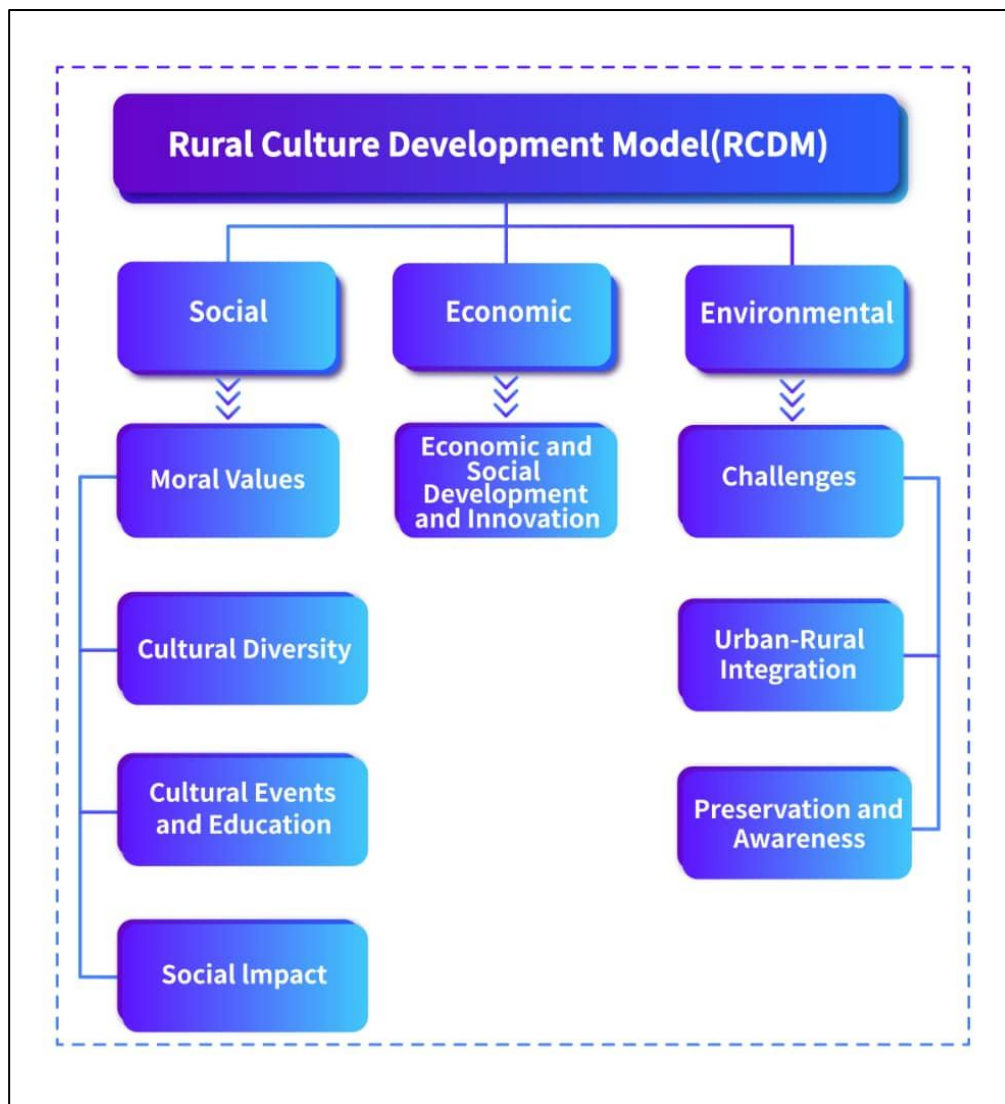 Rural Culture Development Model(RCDM)
Social
Economic
Environmental
Moral Values
Economic and
Social
Development
and Innovation
Challenges
Cultural Diversity
Urban-Rural
Integration
Cultural Events
and Education
Preservation and
Awareness
Social lmpact